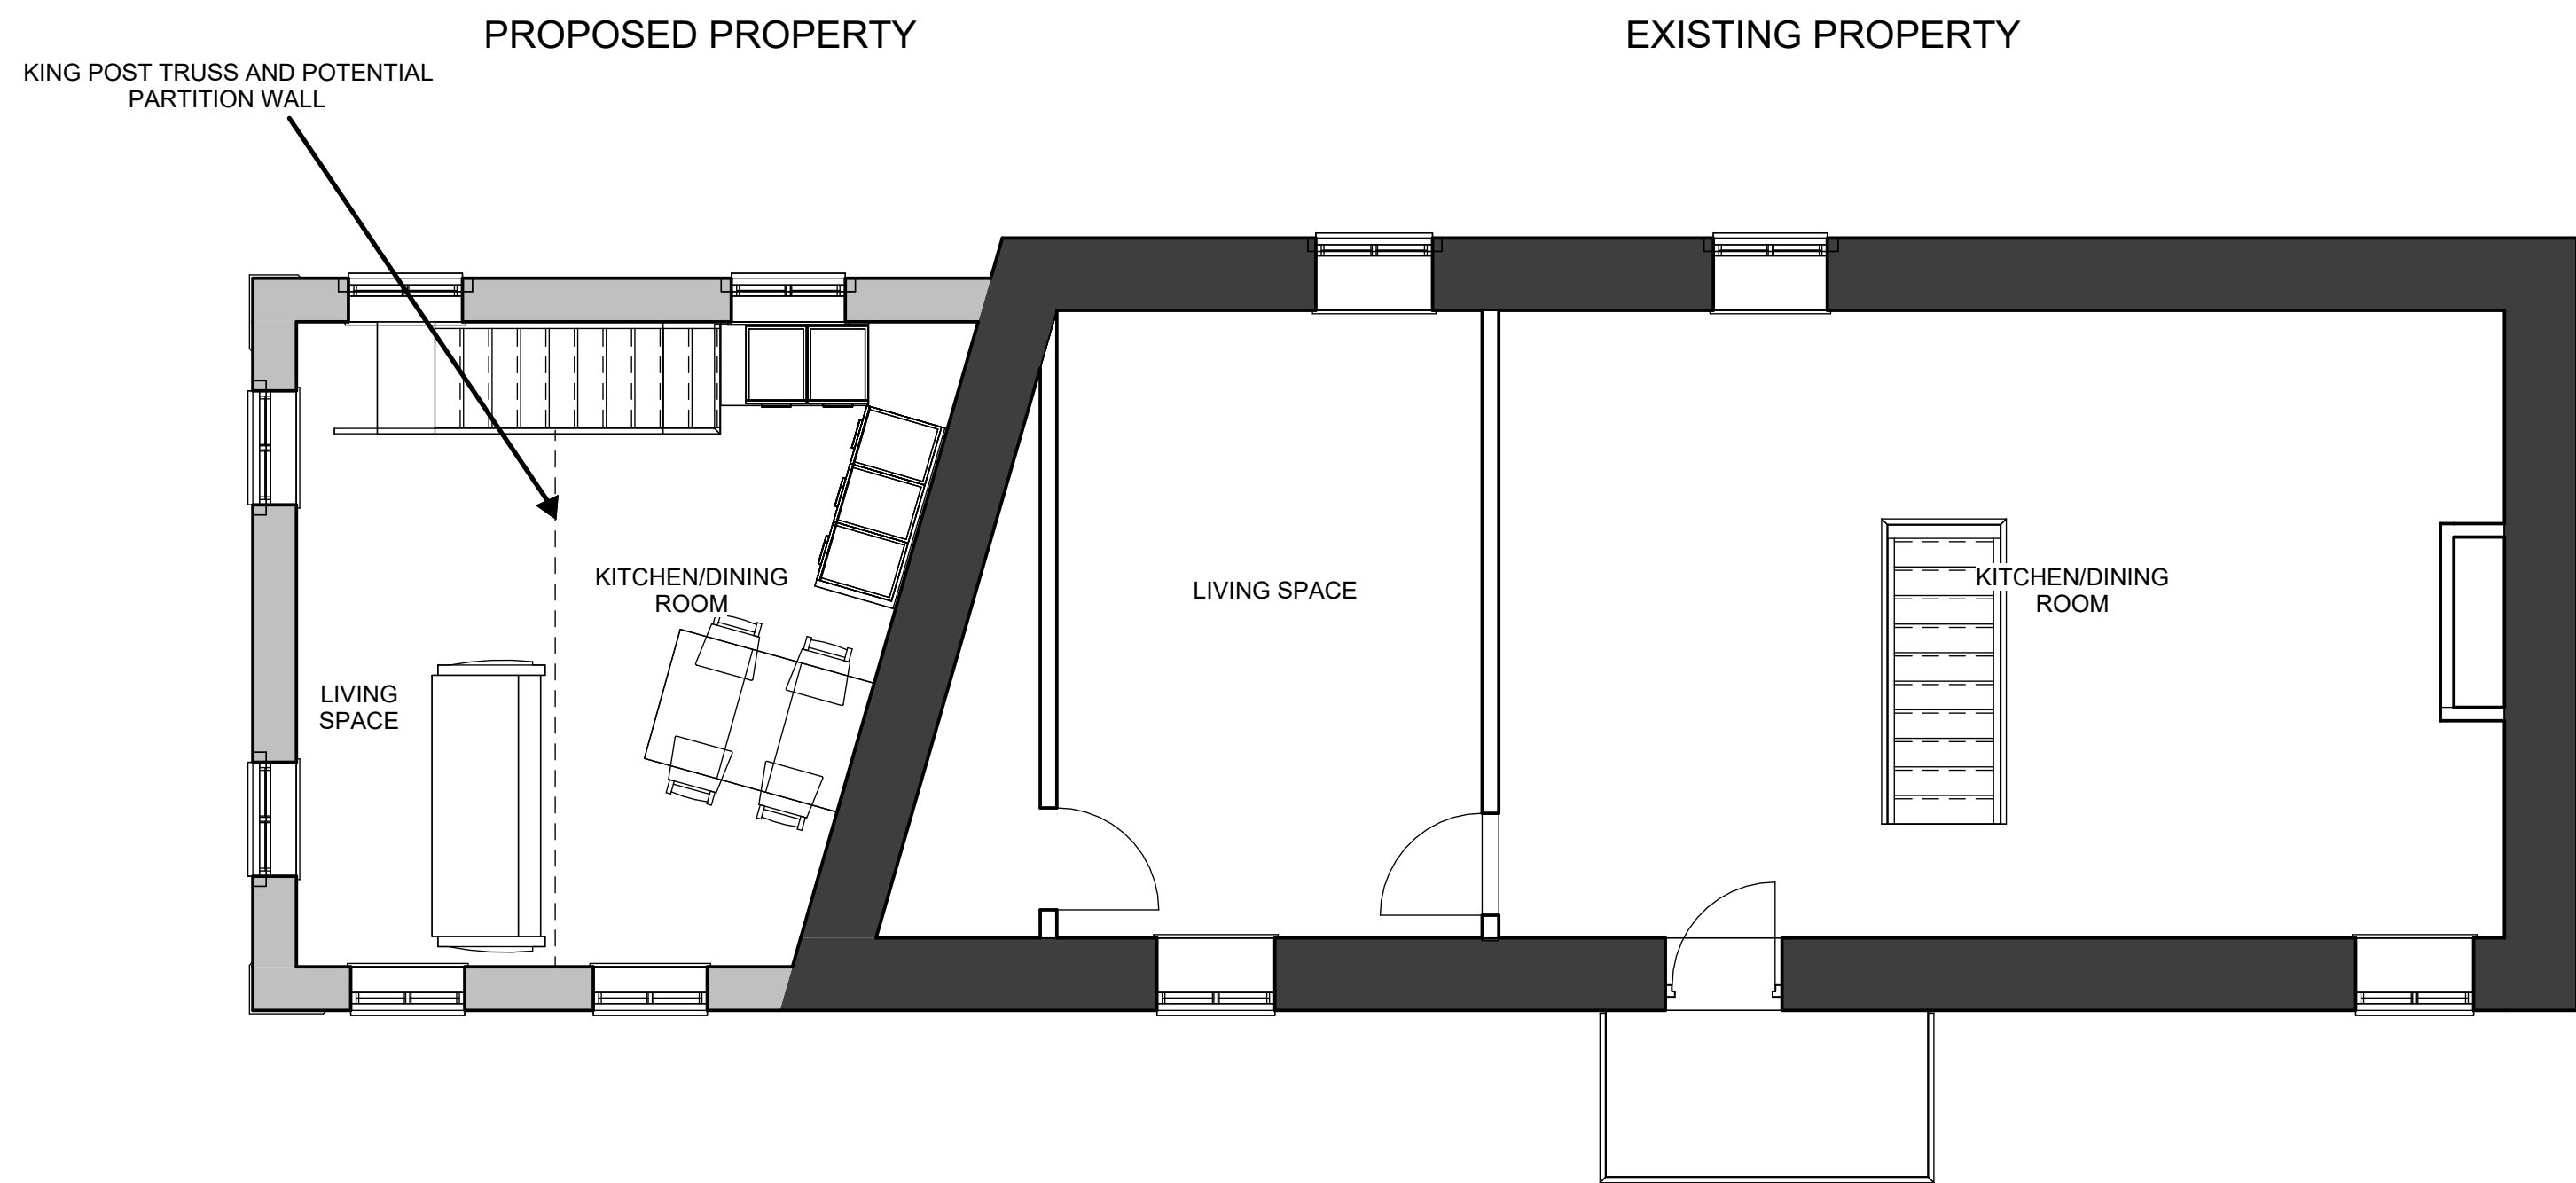 PROPOSED PROPERTY
EXISTING PROPERTY
KING POST TRUSS AND POTENTIAL
PARTITION WALL
KITCHEN/DINING
ROOM
LIVING SPACE
KITCHEN/DINING
ROOM
LIVING
SPACE